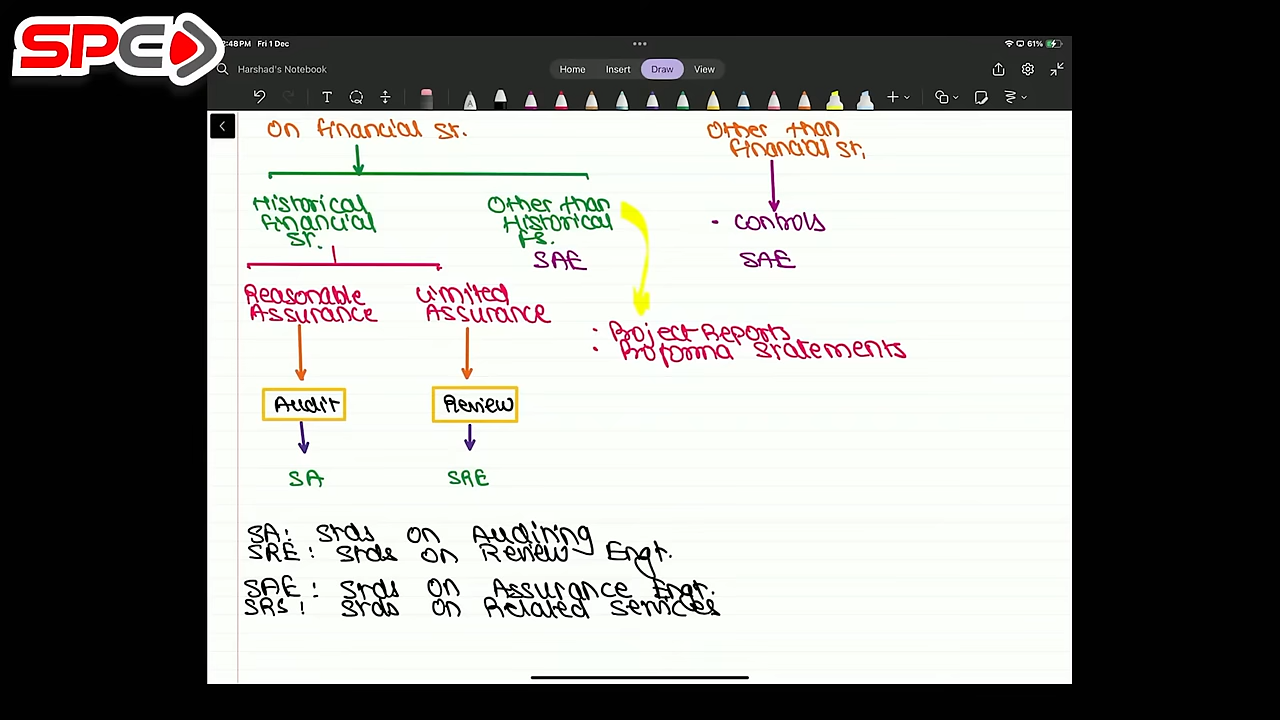 SPE
2:48 PM Fri 1 Dec
61%
Harshad's Notebook
Home Insert Draw View
On financial st.
Other than
financial st.
Historical
financial
st.
Other than
Historical
fs.
SAE
• controls
SAE
Reasonable
Assurance
Limited
Assurance
• Project Reports
• Proforma statements
Audit
Review
SA
SRE
SA: Stds on Auditing
SRE: Stds on Review Engt.
SAE: Stds on Assurance Engt.
SRS: Stds on Related Services